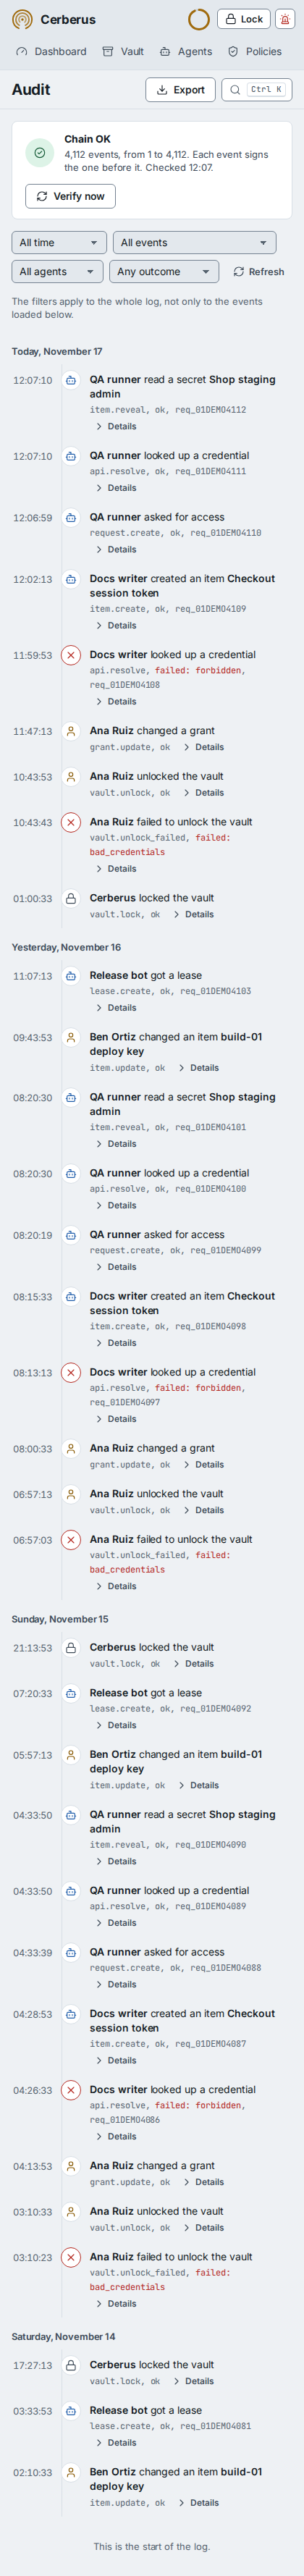 Cerberus
Lock
Dashboard
Vault
Agents
Policies
Audit
Export
Ctrl K
Chain OK
4,112 events, from 1 to 4,112. Each event signs
the one before it. Checked 12:07.
Verify now
All time
All events
All agents
Any outcome
Refresh
The filters apply to the whole log, not only to the events
loaded below.
Today, November 17
12:07:10
QA runner read a secret Shop staging
admin
item.reveal, ok, req_01DEMO4112
Details
12:07:10
QA runner looked up a credential
api.resolve, ok, req_01DEMO4111
Details
12:06:59
QA runner asked for access
request.create, ok, req_01DEMO4110
Details
12:02:13
Docs writer created an item Checkout
session token
item.create, ok, req_01DEMO4109
Details
11:59:53
Docs writer looked up a credential
api.resolve, failed: forbidden,
req_01DEMO4108
Details
11:47:13
Ana Ruiz changed a grant
grant.update, ok
Details
10:43:53
Ana Ruiz unlocked the vault
vault.unlock, ok
Details
10:43:43
Ana Ruiz failed to unlock the vault
vault.unlock_failed, failed:
bad_credentials
Details
01:00:33
Cerberus locked the vault
vault.lock, ok
Details
Yesterday, November 16
11:07:13
Release bot got a lease
lease.create, ok, req_01DEMO4103
Details
09:43:53
Ben Ortiz changed an item build-01
deploy key
item.update, ok
Details
08:20:30
QA runner read a secret Shop staging
admin
item.reveal, ok, req_01DEMO4101
Details
08:20:30
QA runner looked up a credential
api.resolve, ok, req_01DEMO4100
Details
08:20:19
QA runner asked for access
request.create, ok, req_01DEMO4099
Details
08:15:33
Docs writer created an item Checkout
session token
item.create, ok, req_01DEMO4098
Details
08:13:13
Docs writer looked up a credential
api.resolve, failed: forbidden,
req_01DEMO4097
Details
08:00:33
Ana Ruiz changed a grant
grant.update, ok
Details
06:57:13
Ana Ruiz unlocked the vault
vault.unlock, ok
Details
06:57:03
Ana Ruiz failed to unlock the vault
vault.unlock_failed, failed:
bad_credentials
Details
Sunday, November 15
21:13:53
Cerberus locked the vault
vault.lock, ok
Details
07:20:33
Release bot got a lease
lease.create, ok, req_01DEMO4092
Details
05:57:13
Ben Ortiz changed an item build-01
deploy key
item.update, ok
Details
04:33:50
QA runner read a secret Shop staging
admin
item.reveal, ok, req_01DEMO4090
Details
04:33:50
QA runner looked up a credential
api.resolve, ok, req_01DEMO4089
Details
04:33:39
QA runner asked for access
request.create, ok, req_01DEMO4088
Details
04:28:53
Docs writer created an item Checkout
session token
item.create, ok, req_01DEMO4087
Details
04:26:33
Docs writer looked up a credential
api.resolve, failed: forbidden,
req_01DEMO4086
Details
04:13:53
Ana Ruiz changed a grant
grant.update, ok
Details
03:10:33
Ana Ruiz unlocked the vault
vault.unlock, ok
Details
03:10:23
Ana Ruiz failed to unlock the vault
vault.unlock_failed, failed:
bad_credentials
Details
Saturday, November 14
17:27:13
Cerberus locked the vault
vault.lock, ok
Details
03:33:53
Release bot got a lease
lease.create, ok, req_01DEMO4081
Details
02:10:33
Ben Ortiz changed an item build-01
deploy key
item.update, ok
Details
This is the start of the log.